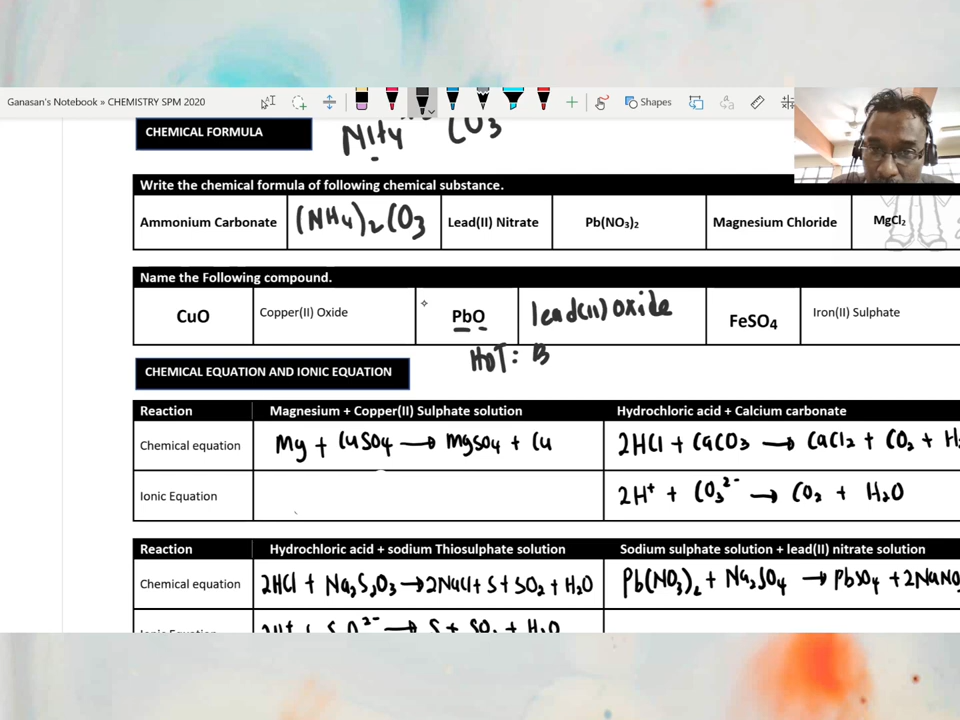 Ganasan's Notebook » CHEMISTRY SPM 2020
Shapes
CHEMICAL FORMULA
NH4 CO3
Write the chemical formula of following chemical substance.
Ammonium Carbonate (NH4)2CO3 Lead(II) Nitrate Pb(NO3)2 Magnesium Chloride MgCl2
Name the Following compound.
CuO Copper(II) Oxide PbO lead(II) oxide FeSO4 Iron(II) Sulphate
HOT: B
CHEMICAL EQUATION AND IONIC EQUATION
Reaction Magnesium + Copper(II) Sulphate solution Hydrochloric acid + Calcium carbonate
Chemical equation Mg + CuSO4 → MgSO4 + Cu 2HCl + CaCO3 → CaCl2 + CO2 + H
Ionic Equation 2H+ + CO3 2- → CO2 + H2O
Reaction Hydrochloric acid + sodium Thiosulphate solution Sodium sulphate solution + lead(II) nitrate solution
Chemical equation 2HCl + Na2S2O3 → 2NaCl + S + SO2 + H2O Pb(NO3)2 + Na2SO4 → PbSO4 + 2NaNO3